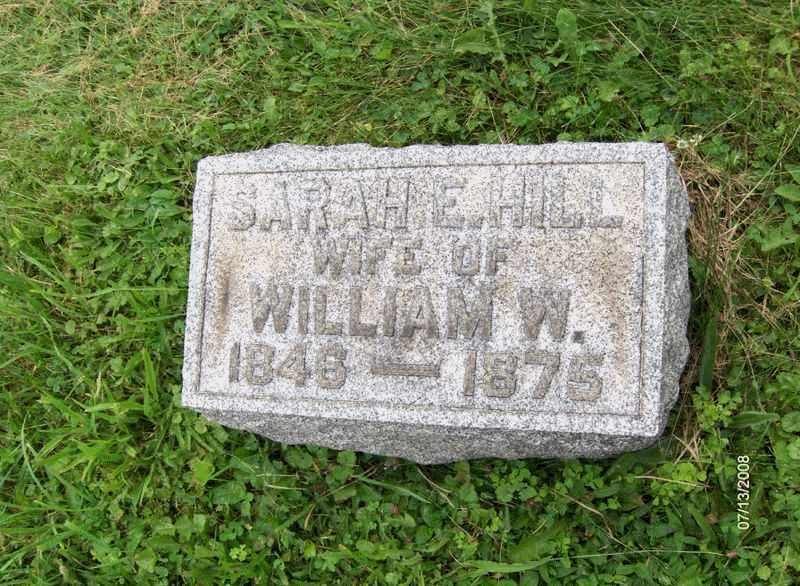 SARAH E. HILL
WIFE OF
WILLIAM W.
1846 — 1875
07/13/2008